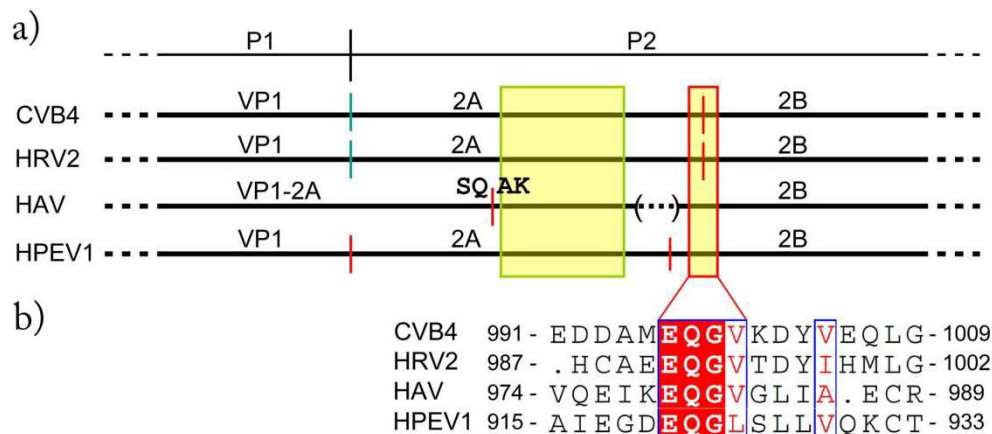 a)
P1 P2
CVB4 VP1 2A 2B
HRV2 VP1 2A 2B
SQ AK
HAV VP1-2A (····) 2B
HPEV1 VP1 2A 2B
b)
CVB4 991 - EDDAMEQGVKDYVEQLG - 1009
HRV2 987 - .HCAEEQGVTDYIHMLG - 1002
HAV 974 - VQEIKEQGVGLIA.ECR - 989
HPEV1 915 - AIEGDEQGLSLLVQKCT - 933